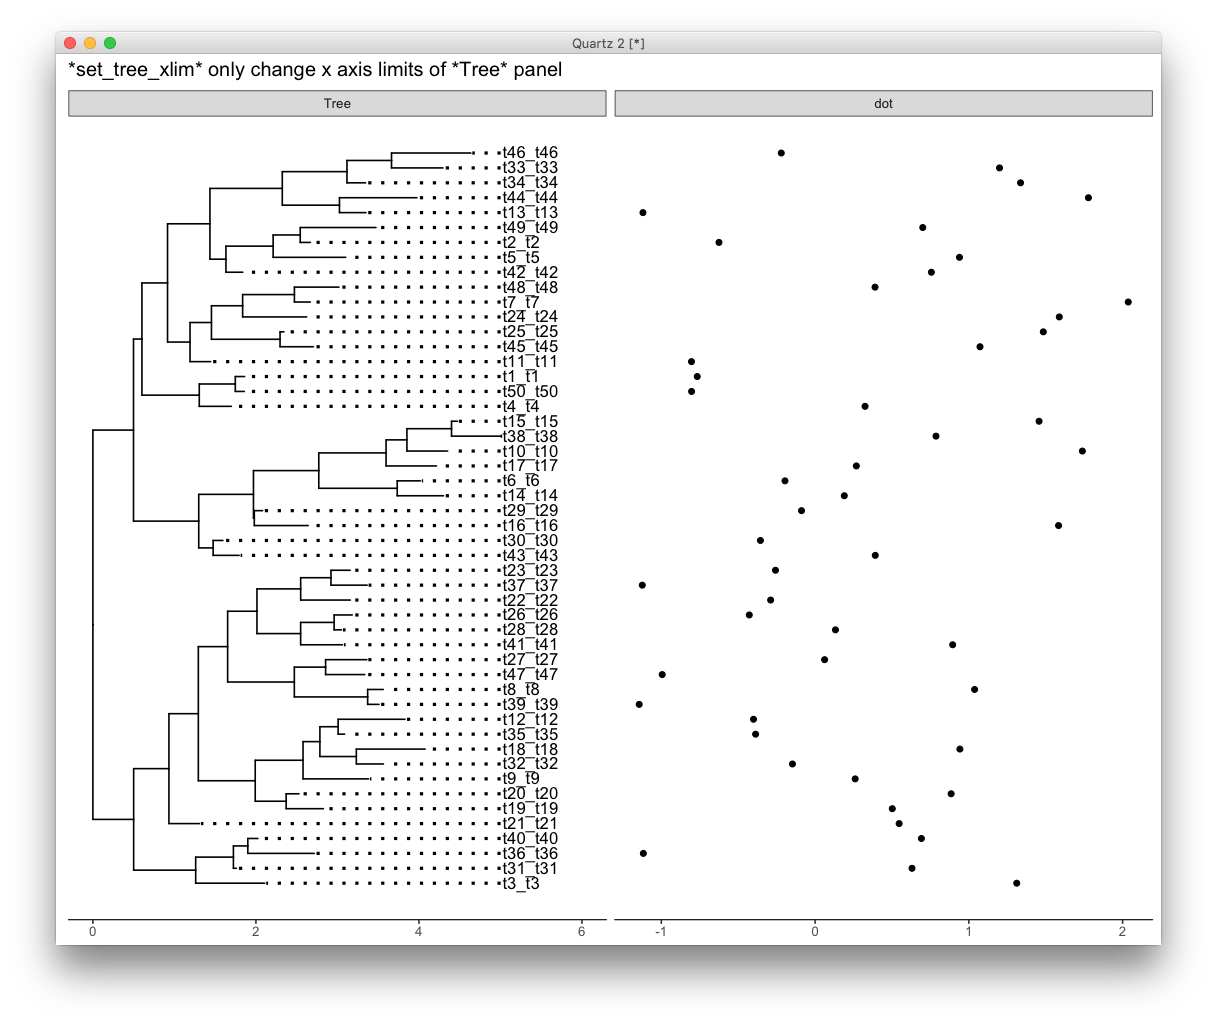 Quartz 2 [*]
*set_tree_xlim* only change x axis limits of *Tree* panel
Tree
dot
t46_t46
t33_t33
t34_t34
t44_t44
t13_t13
t49_t49
t2_t2
t5_t5
t42_t42
t48_t48
t7_t7
t24_t24
t25_t25
t45_t45
t11_t11
t1_t1
t50_t50
t4_t4
t15_t15
t38_t38
t10_t10
t17_t17
t6_t6
t14_t14
t29_t29
t16_t16
t30_t30
t43_t43
t23_t23
t37_t37
t22_t22
t26_t26
t28_t28
t41_t41
t27_t27
t47_t47
t8_t8
t39_t39
t12_t12
t35_t35
t18_t18
t32_t32
t9_t9
t20_t20
t19_t19
t21_t21
t40_t40
t36_t36
t31_t31
t3_t3
0 2 4 6
-1 0 1 2